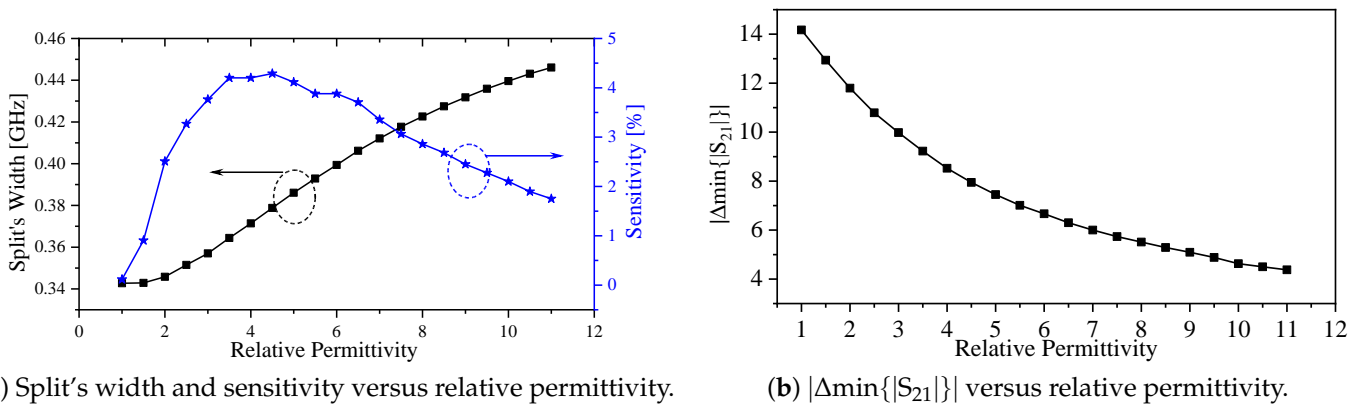 0.46
0.44
0.42
0.40
0.38
0.36
0.34
Split's Width [GHz]
0 2 4 6 8 10 12
Relative Permittivity
5
4
3
2
1
0
Sensitivity [%]
14
12
10
8
6
4
|Δmin{|S21|}|
1 2 3 4 5 6 7 8 9 10 11 12
Relative Permittivity
) Split's width and sensitivity versus relative permittivity.
(b) |Δmin{|S21|}| versus relative permittivity.